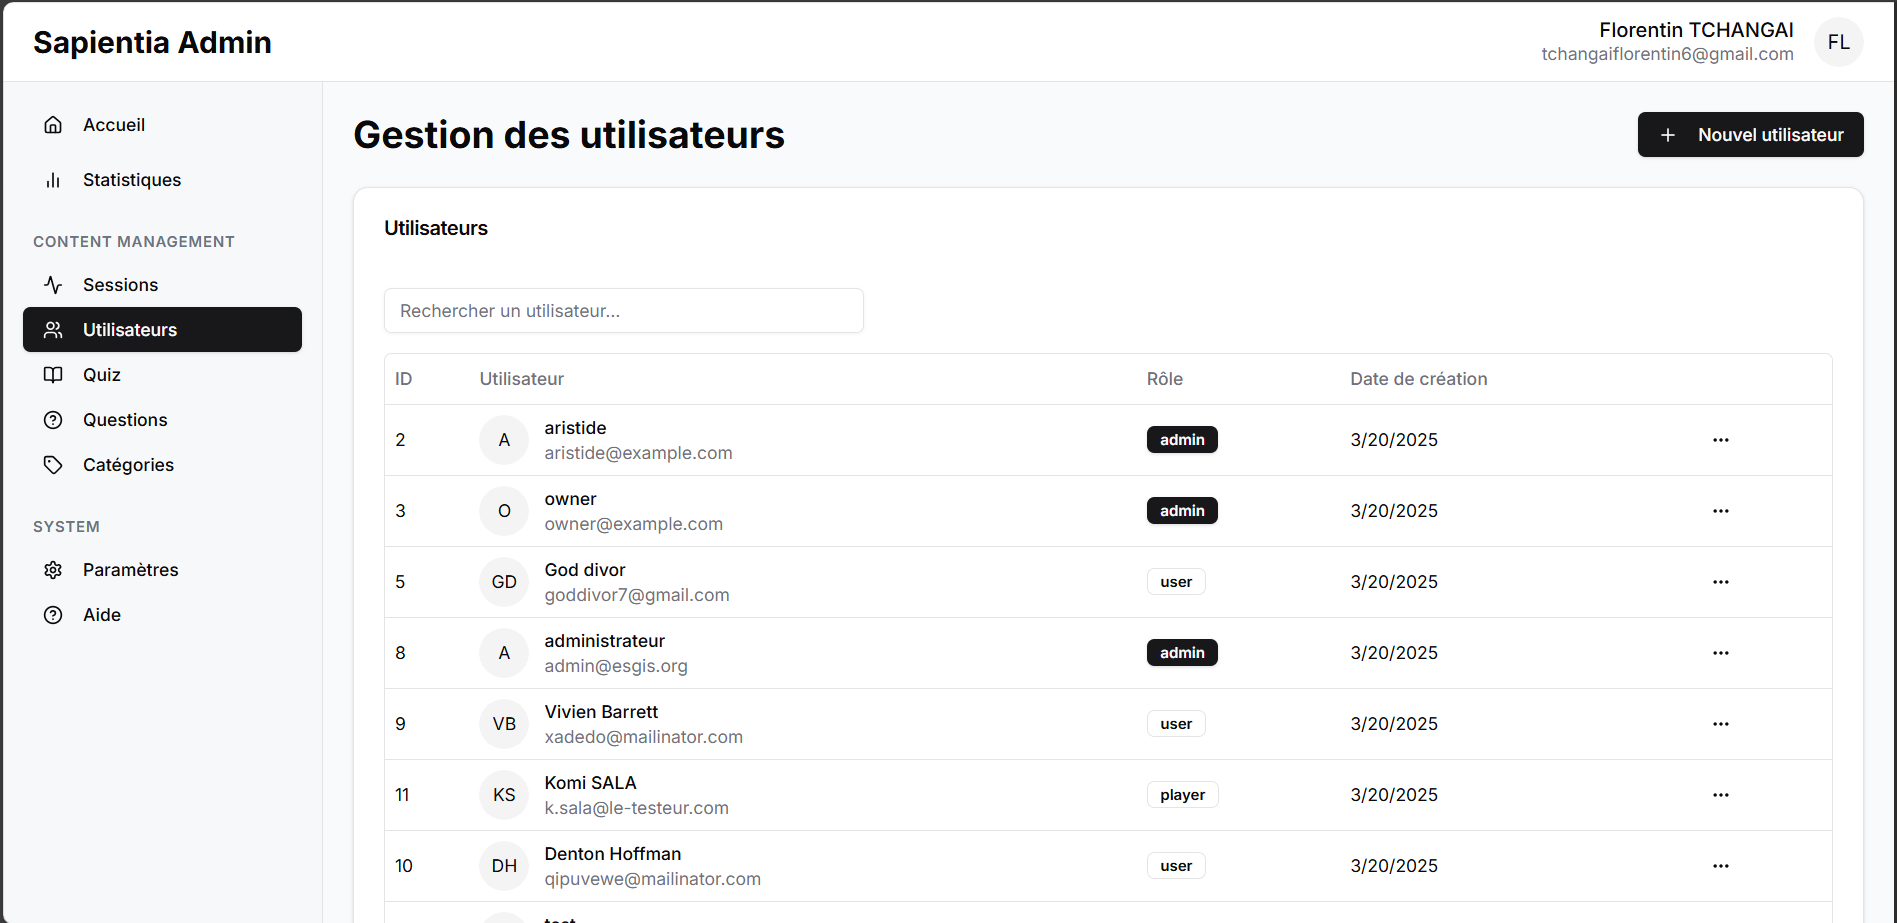 Sapientia Admin
Florentin TCHANGAI
tchangaiflorentin6@gmail.com
FL
Accueil
Statistiques
CONTENT MANAGEMENT
Sessions
Utilisateurs
Quiz
Questions
Catégories
SYSTEM
Paramètres
Aide
Gestion des utilisateurs
+ Nouvel utilisateur
Utilisateurs
Rechercher un utilisateur...
ID Utilisateur Rôle Date de création
2 A aristide admin 3/20/2025 ...
aristide@example.com
3 O owner admin 3/20/2025 ...
owner@example.com
5 GD God divor user 3/20/2025 ...
goddivor7@gmail.com
8 A administrateur admin 3/20/2025 ...
admin@esgis.org
9 VB Vivien Barrett user 3/20/2025 ...
xadedo@mailinator.com
11 KS Komi SALA player 3/20/2025 ...
k.sala@le-testeur.com
10 DH Denton Hoffman user 3/20/2025 ...
qipuvewe@mailinator.com